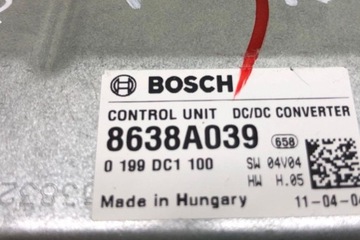 BOSCH
CONTROL UNIT DC/DC CONVERTER
8638A039 658
0 199 DC1 100 SW 04V04
HW H.05
Made in Hungary 11-04-0